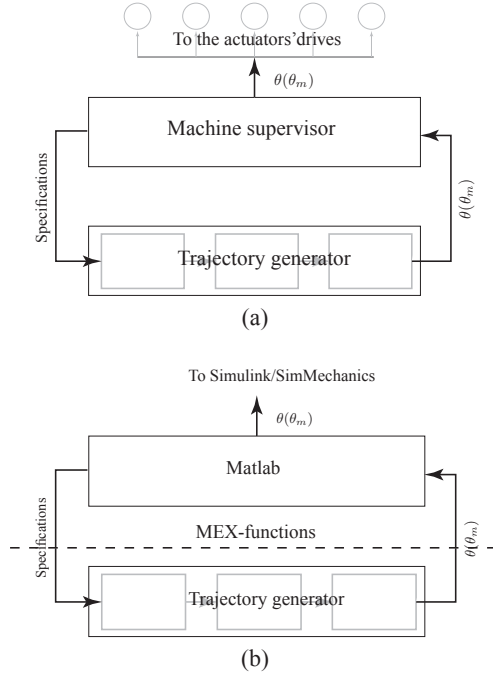 To the actuators'drives
θ(θₘ)
Machine supervisor
Specifications
θ(θₘ)
Trajectory generator
(a)
To Simulink/SimMechanics
θ(θₘ)
Matlab
MEX-functions
Specifications
θ(θₘ)
Trajectory generator
(b)